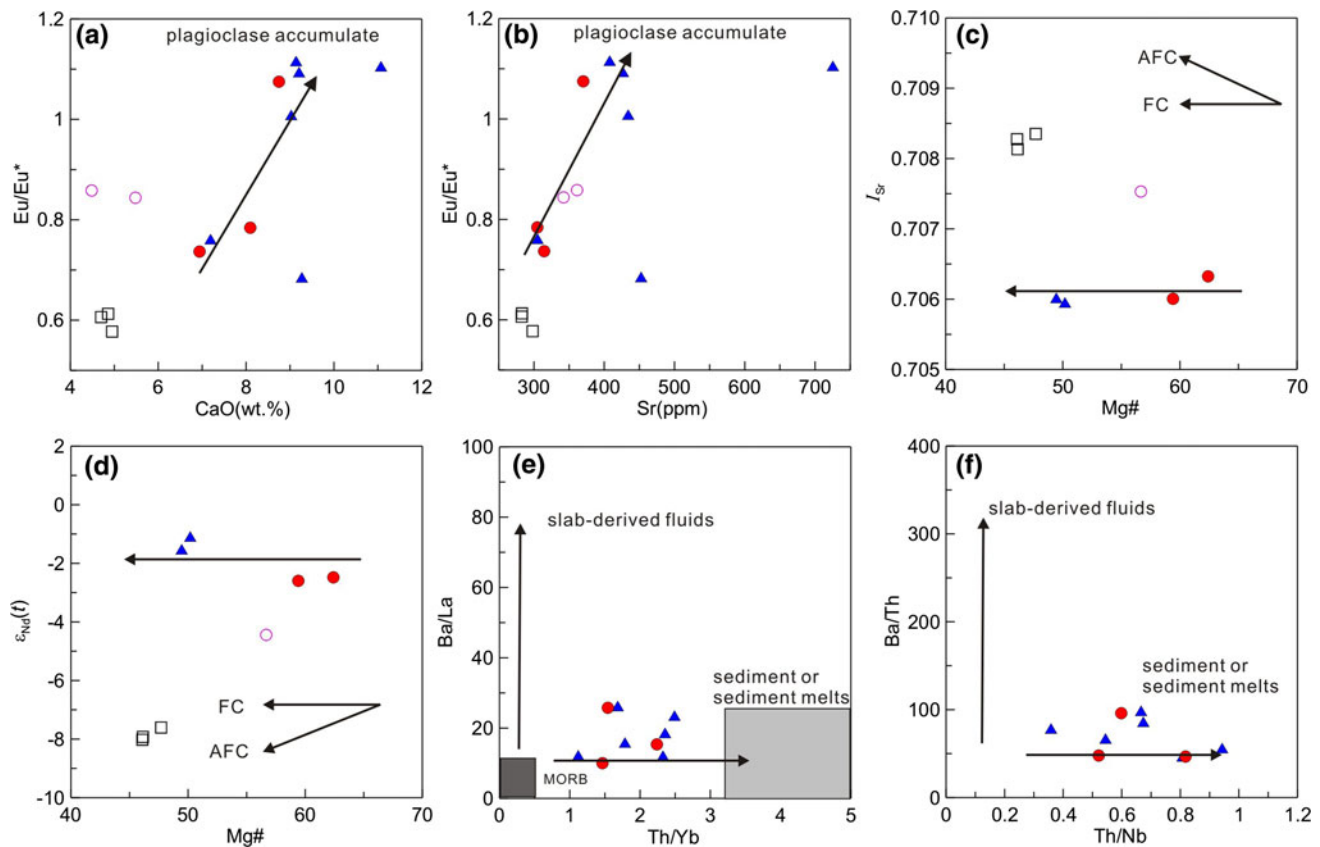 (a)
plagioclase accumulate
1.2
1
0.8
0.6
Eu/Eu*
4
6
8
10
12
CaO(wt.%)
(b)
plagioclase accumulate
1.2
1
0.8
0.6
Eu/Eu*
300
400
500
600
700
Sr(ppm)
(c)
AFC
FC
0.710
0.709
0.708
0.707
0.706
0.705
I Sr
40
50
60
70
Mg#
(d)
2
0
-2
-4
-6
-8
-10
εNd(t)
FC
AFC
40
50
60
70
Mg#
(e)
slab-derived fluids
100
80
60
40
20
0
Ba/La
sediment or
sediment melts
MORB
0
1
2
3
4
5
Th/Yb
(f)
slab-derived fluids
400
350
300
250
200
150
100
50
0
Ba/Th
sediment or
sediment melts
0
0.2
0.4
0.6
0.8
1
1.2
Th/Nb